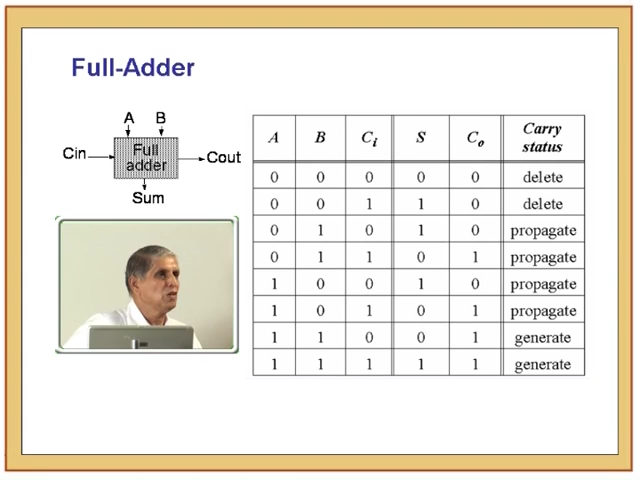 Full-Adder
A B
Cin Full adder Cout
Sum
A B Ci S Co Carry status
0 0 0 0 0 delete
0 0 1 1 0 delete
0 1 0 1 0 propagate
0 1 1 0 1 propagate
1 0 0 1 0 propagate
1 0 1 0 1 propagate
1 1 0 0 1 generate
1 1 1 1 1 generate